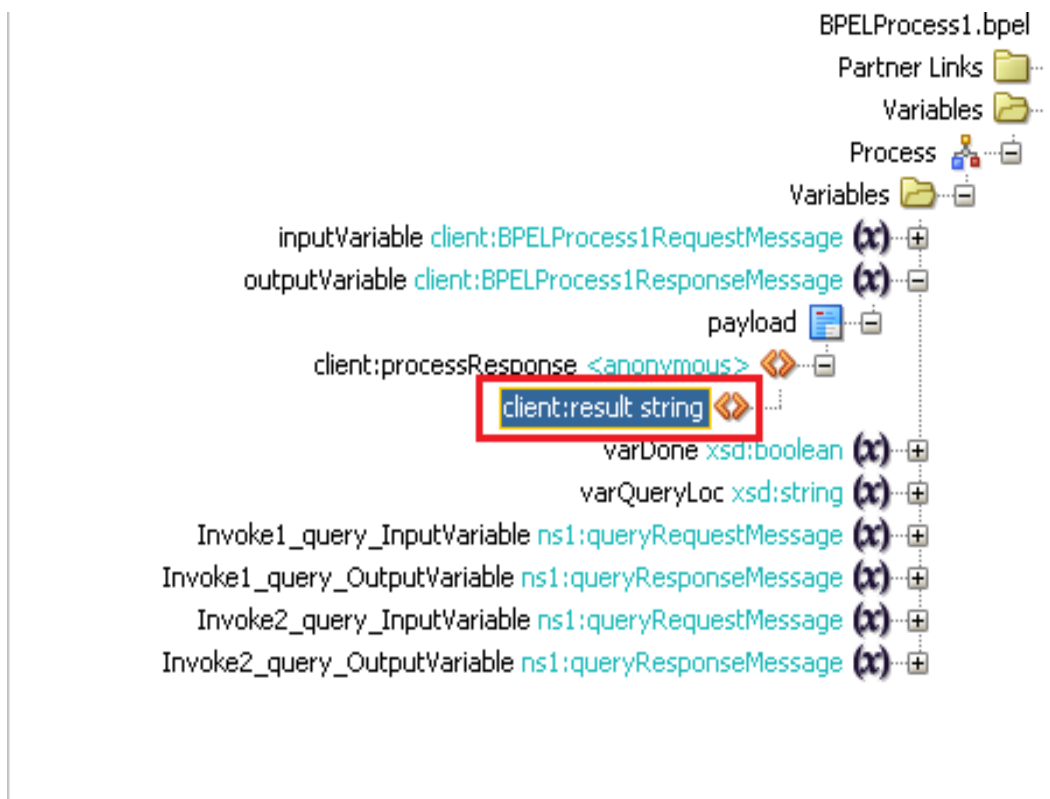 BPELProcess1.bpel
Partner Links
Variables
Process
Variables
inputVariable client:BPELProcess1RequestMessage (x)
outputVariable client:BPELProcess1ResponseMessage (x)
payload
client:processResponse <anonymous>
client:result string
varDone xsd:boolean (x)
varQueryLoc xsd:string (x)
Invoke1_query_InputVariable ns1:queryRequestMessage (x)
Invoke1_query_OutputVariable ns1:queryResponseMessage (x)
Invoke2_query_InputVariable ns1:queryRequestMessage (x)
Invoke2_query_OutputVariable ns1:queryResponseMessage (x)